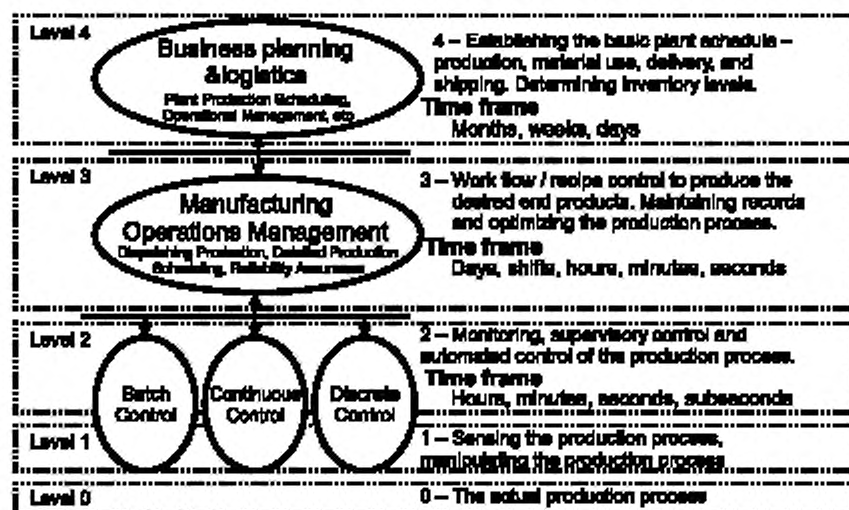 Level 4
Business planning
&logistics
Plant Production Scheduling,
Operational Management, etc
4 – Establishing the basic plant schedule –
production, material use, delivery, and
shipping. Determining inventory levels.
Time frame
Months, weeks, days
Level 3
Manufacturing
Operations Management
Dispatching Production, Detailed Production
Scheduling, Reliability Assurance
3 – Work flow / recipe control to produce the
desired end products. Maintaining records
and optimizing the production process.
Time frame
Days, shifts, hours, minutes, seconds
Level 2
Batch
Control
Continuous
Control
Discrete
Control
2 – Monitoring, supervisory control and
automated control of the production process.
Time frame
Hours, minutes, seconds, subseconds
Level 1
1 – Sensing the production process,
manipulating the production process
Level 0
0 – The actual production process